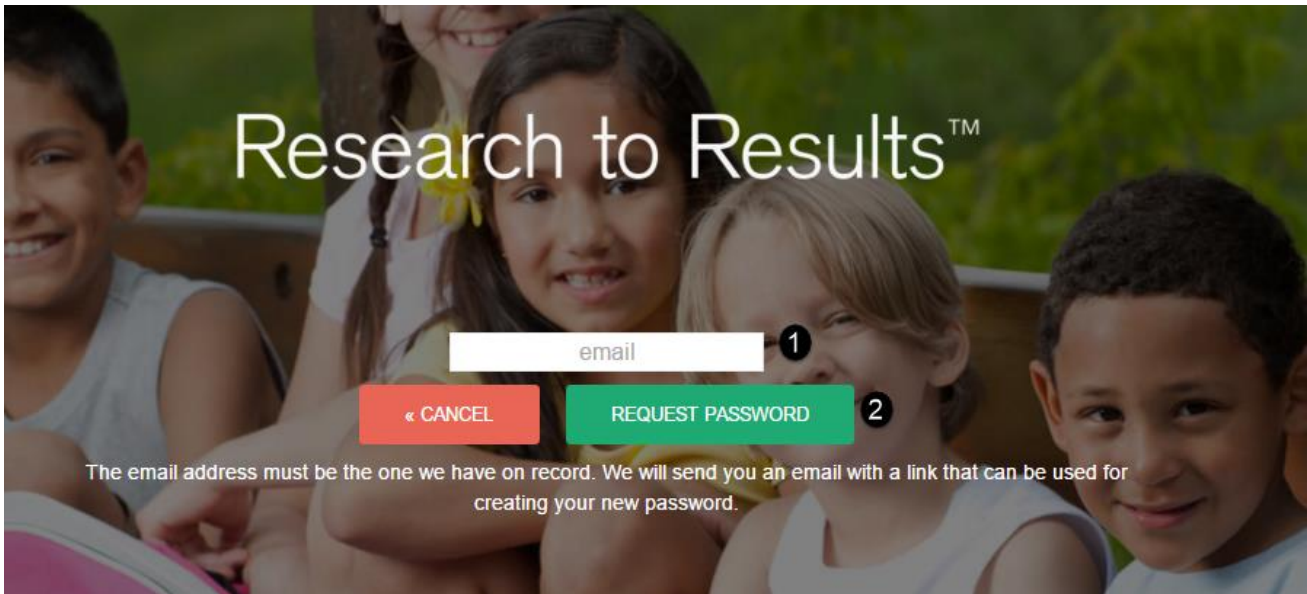 Research to Results™
email
1
« CANCEL
REQUEST PASSWORD
2
The email address must be the one we have on record. We will send you an email with a link that can be used for
creating your new password.